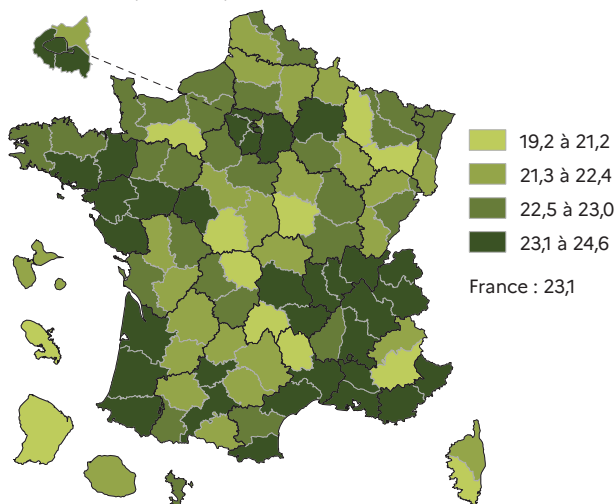 19,2 à 21,2
21,3 à 22,4
22,5 à 23,0
23,1 à 24,6
France : 23,1